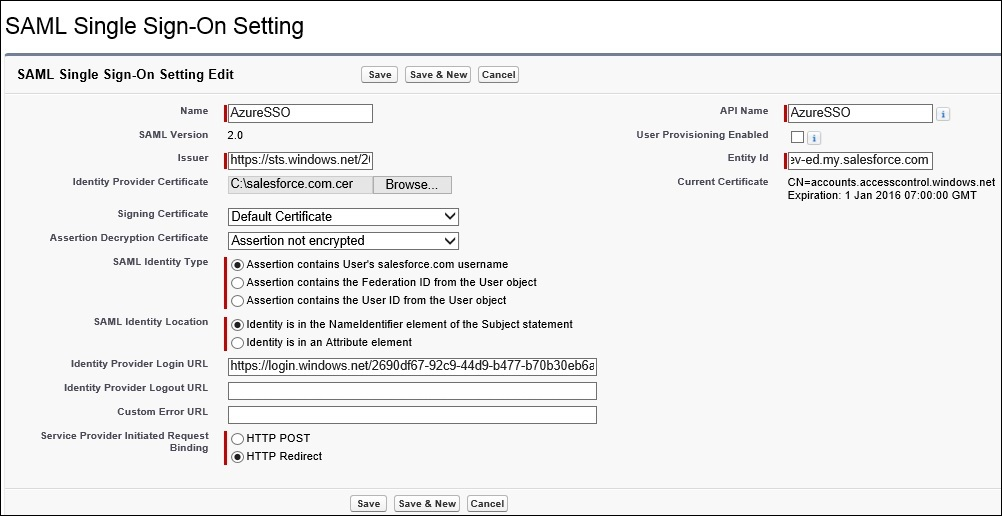 SAML Single Sign-On Setting
SAML Single Sign-On Setting Edit Save Save & New Cancel
Name AzureSSO API Name AzureSSO
SAML Version 2.0 User Provisioning Enabled
Issuer https://sts.windows.net/2 Entity Id ev-ed.my.salesforce.com
Identity Provider Certificate C:\salesforce.com.cer Browse... Current Certificate CN=accounts.accesscontrol.windows.net
Expiration: 1 Jan 2016 07:00:00 GMT
Signing Certificate Default Certificate
Assertion Decryption Certificate Assertion not encrypted
SAML Identity Type Assertion contains User's salesforce.com username
Assertion contains the Federation ID from the User object
Assertion contains the User ID from the User object
SAML Identity Location Identity is in the NameIdentifier element of the Subject statement
Identity is in an Attribute element
Identity Provider Login URL https://login.windows.net/2690df67-92c9-44d9-b477-b70b30eb6a
Identity Provider Logout URL
Custom Error URL
Service Provider Initiated Request HTTP POST
Binding HTTP Redirect
Save Save & New Cancel